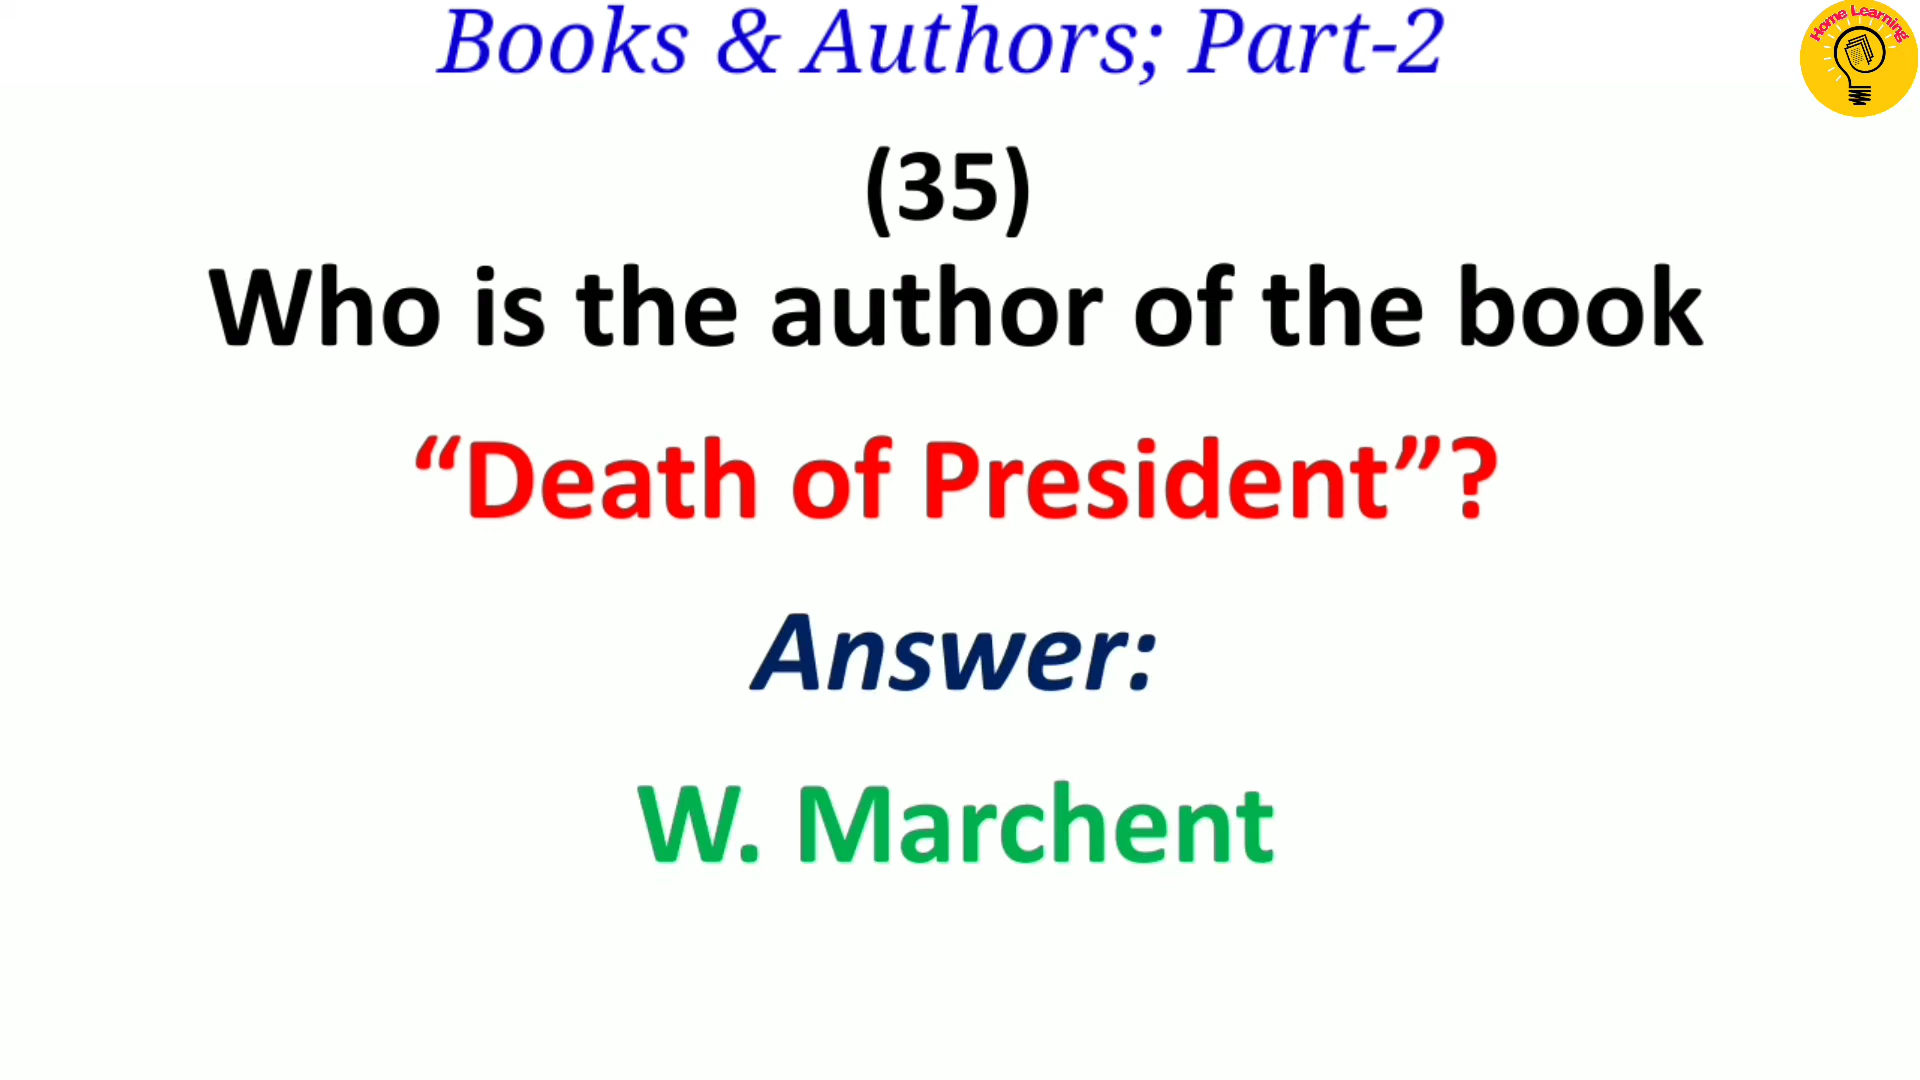 Books & Authors; Part-2
Home Learning
(35)
Who is the author of the book
“Death of President”?
Answer:
W. Marchent